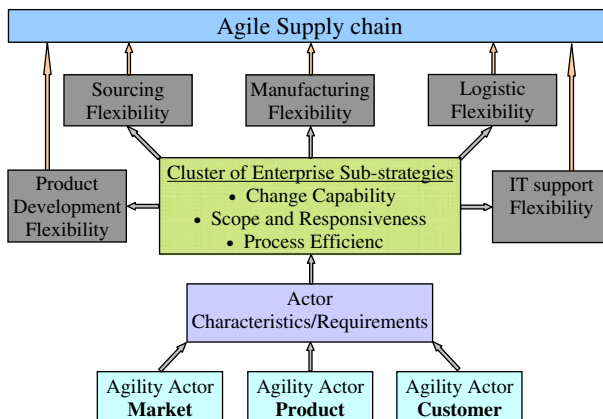 Agile Supply chain
Sourcing
Flexibility
Manufacturing
Flexibility
Logistic
Flexibility
Product
Development
Flexibility
Cluster of Enterprise Sub-strategies
• Change Capability
• Scope and Responsiveness
• Process Efficienc
IT support
Flexibility
Actor
Characteristics/Requirements
Agility Actor
Market
Agility Actor
Product
Agility Actor
Customer